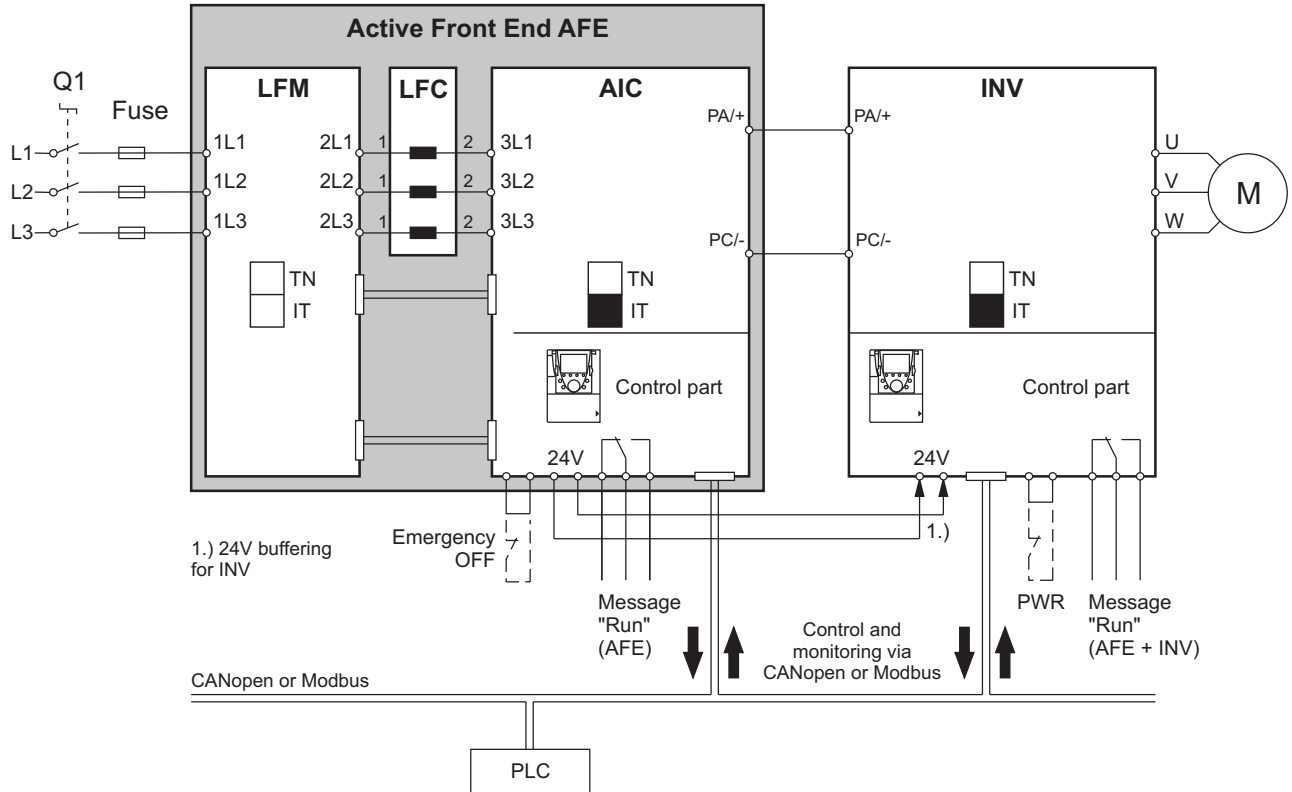 Active Front End AFE
Q1
Fuse
LFM
LFC
AIC
INV
PA/+
PA/+
L1
1L1
2L1
1
2
3L1
U
L2
1L2
2L2
1
2
3L2
V
M
L3
1L3
2L3
1
2
3L3
W
PC/-
PC/-
TN
IT
TN
IT
TN
IT
Control part
Control part
24V
24V
1.) 24V buffering
for INV
Emergency
OFF
1.)
Message
"Run"
(AFE)
Control and
monitoring via
CANopen or Modbus
PWR
Message
"Run"
(AFE + INV)
CANopen or Modbus
PLC